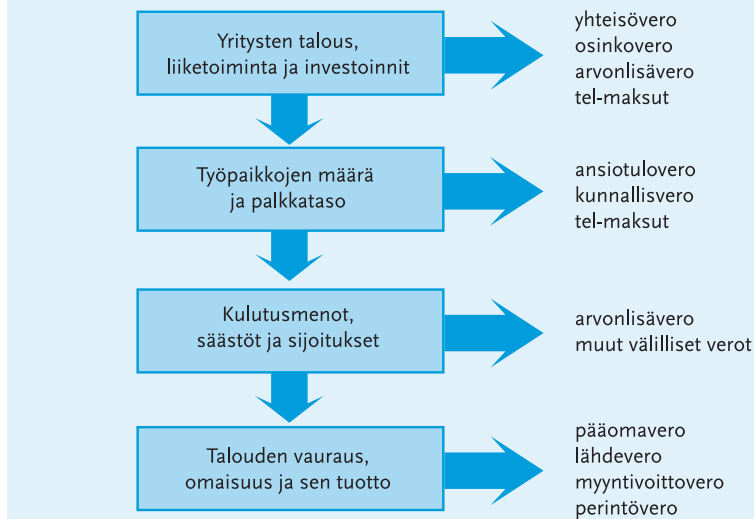 Yritysten talous,
liiketoiminta ja investoinnit
yhteisövero
osinkovero
arvonlisävero
tel-maksut
Työpaikkojen määrä
ja palkkataso
ansiotulovero
kunnallisvero
tel-maksut
Kulutusmenot,
säästöt ja sijoitukset
arvonlisävero
muut välilliset verot
Talouden vauraus,
omaisuus ja sen tuotto
pääomavero
lähdevero
myyntivoittovero
perintövero